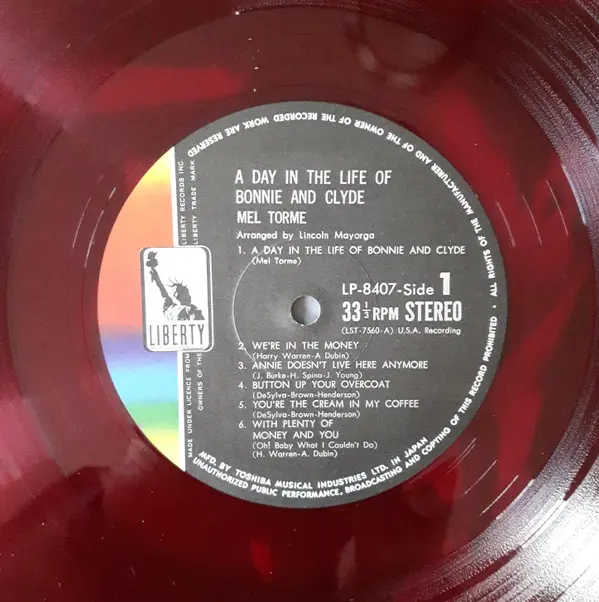 A DAY IN THE LIFE OF
BONNIE AND CLYDE
MEL TORME
Arranged by Lincoln Mayorga
1. A DAY IN THE LIFE OF BONNIE AND CLYDE
(Mel Torme)
LP-8407-Side 1
33 1/3 RPM STEREO
(LST-7560-A) U.S.A. Recording
2. WE'RE IN THE MONEY
(Harry Warren-A Dubin)
3. ANNIE DOESN'T LIVE HERE ANYMORE
(J. Burke-H. Spina-J. Young)
4. BUTTON UP YOUR OVERCOAT
(DeSylva-Brown-Henderson)
5. YOU'RE THE CREAM IN MY COFFEE
(DeSylva-Brown-Henderson)
6. WITH PLENTY OF
MONEY AND YOU
(Oh! Baby What I Couldn't Do)
(H. Warren-A. Dubin)
LIBERTY
MADE UNDER LICENCE FROM LIBERTY RECORDS INC.
OWNERS OF THE LIBERTY TRADE MARK
MFD. BY TOSHIBA MUSICAL INDUSTRIES LTD. IN JAPAN
ALL RIGHTS OF THE MANUFACTURER AND OF THE OWNER OF THE RECORDED WORK ARE RESERVED
UNAUTHORIZED PUBLIC PERFORMANCE, BROADCASTING AND COPYING OF THIS RECORD PROHIBITED •